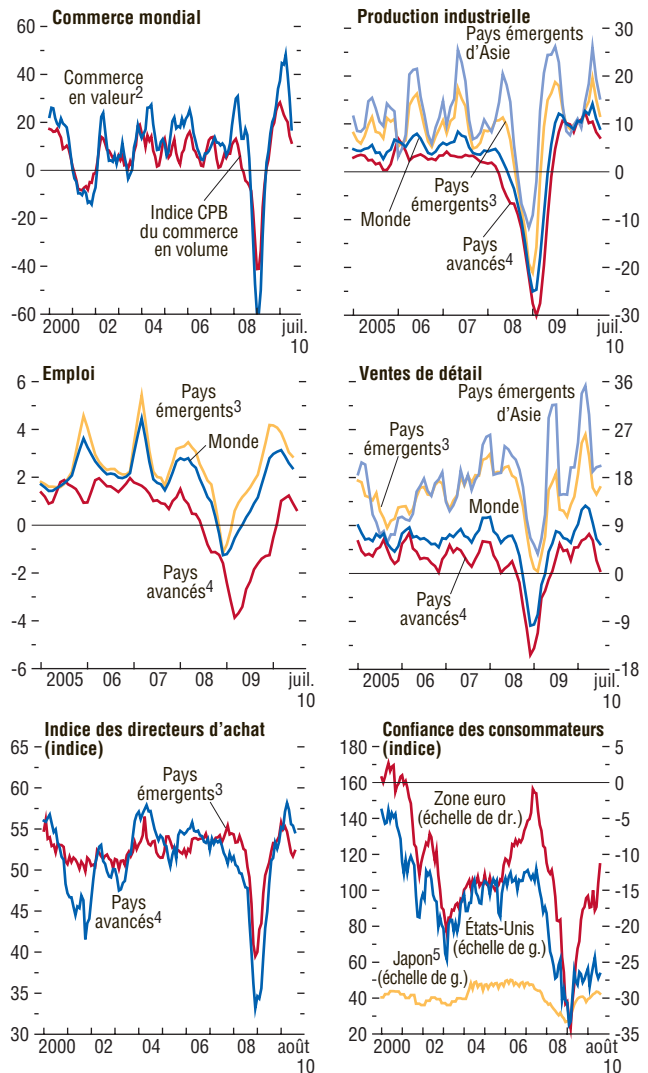 Commerce mondial
60
40
20
0
-20
-40
-60
Commerce
en valeur2
Indice CPB
du commerce
en volume
2000 02 04 06 08 juil.
10
Production industrielle
30
20
10
0
-10
-20
-30
Pays émergents
d'Asie
Monde
Pays
émergents3
Pays
avancés4
2005 06 07 08 09 juil.
10
Emploi
6
4
2
0
-2
-4
-6
Pays
émergents3
Monde
Pays
avancés4
2005 06 07 08 09 juil.
10
Ventes de détail
36
27
18
9
0
-9
-18
Pays émergents
d'Asie
Pays
émergents3
Monde
Pays
avancés4
2005 06 07 08 09 juil.
10
Indice des directeurs d'achat
(indice)
65
60
55
50
45
40
35
30
Pays
émergents3
Pays
avancés4
2000 02 04 06 08 août
10
Confiance des consommateurs
(indice)
180
160
140
120
100
80
60
40
20
5
0
-5
-10
-15
-20
-25
-30
-35
Zone euro
(échelle de dr.)
États-Unis
(échelle de g.)
Japon5
(échelle de g.)
2000 02 04 06 08 août
10